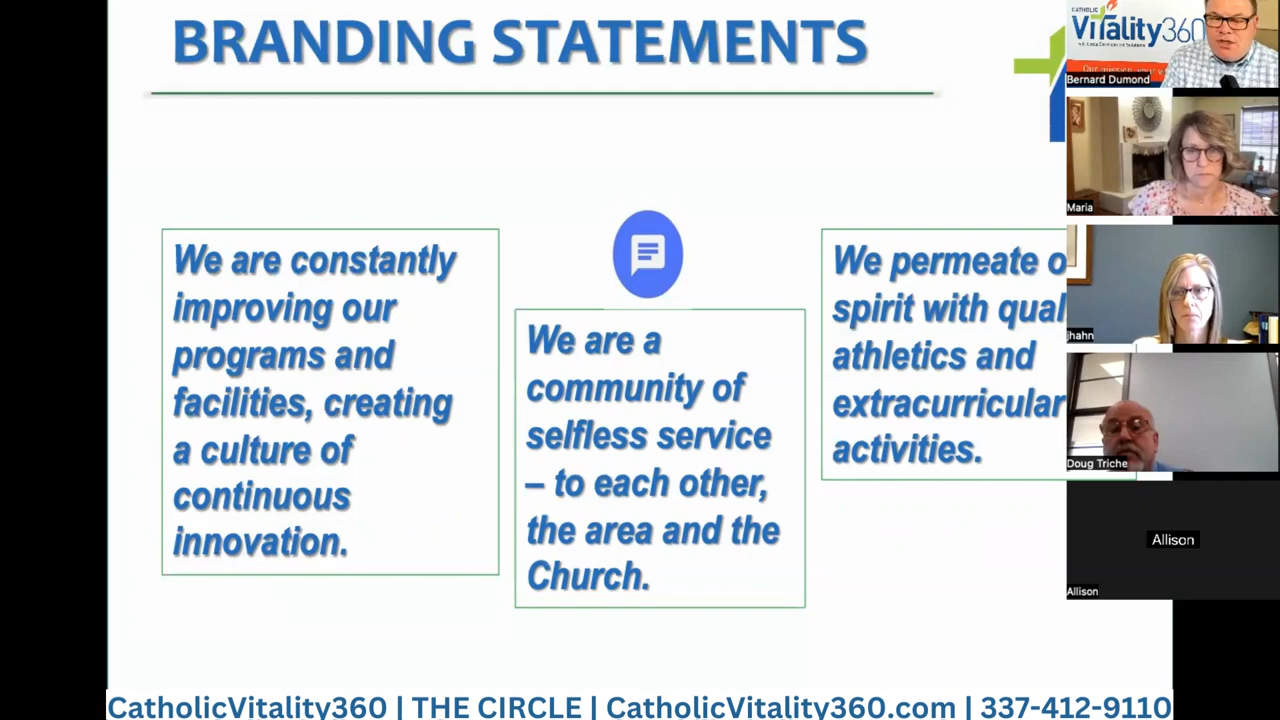 BRANDING STATEMENTS
We are constantly
improving our
programs and
facilities, creating
a culture of
continuous
innovation.
We are a
community of
selfless service
– to each other,
the area and the
Church.
We permeate
spirit with
athletics and
extracurricular
activities.
CATHOLIC
Vitality360
Bernard Dumond
Maria
jhahn
Doug Triche
Allison
Allison
CatholicVitality360 | THE CIRCLE | CatholicVitality360.com | 337-412-9110